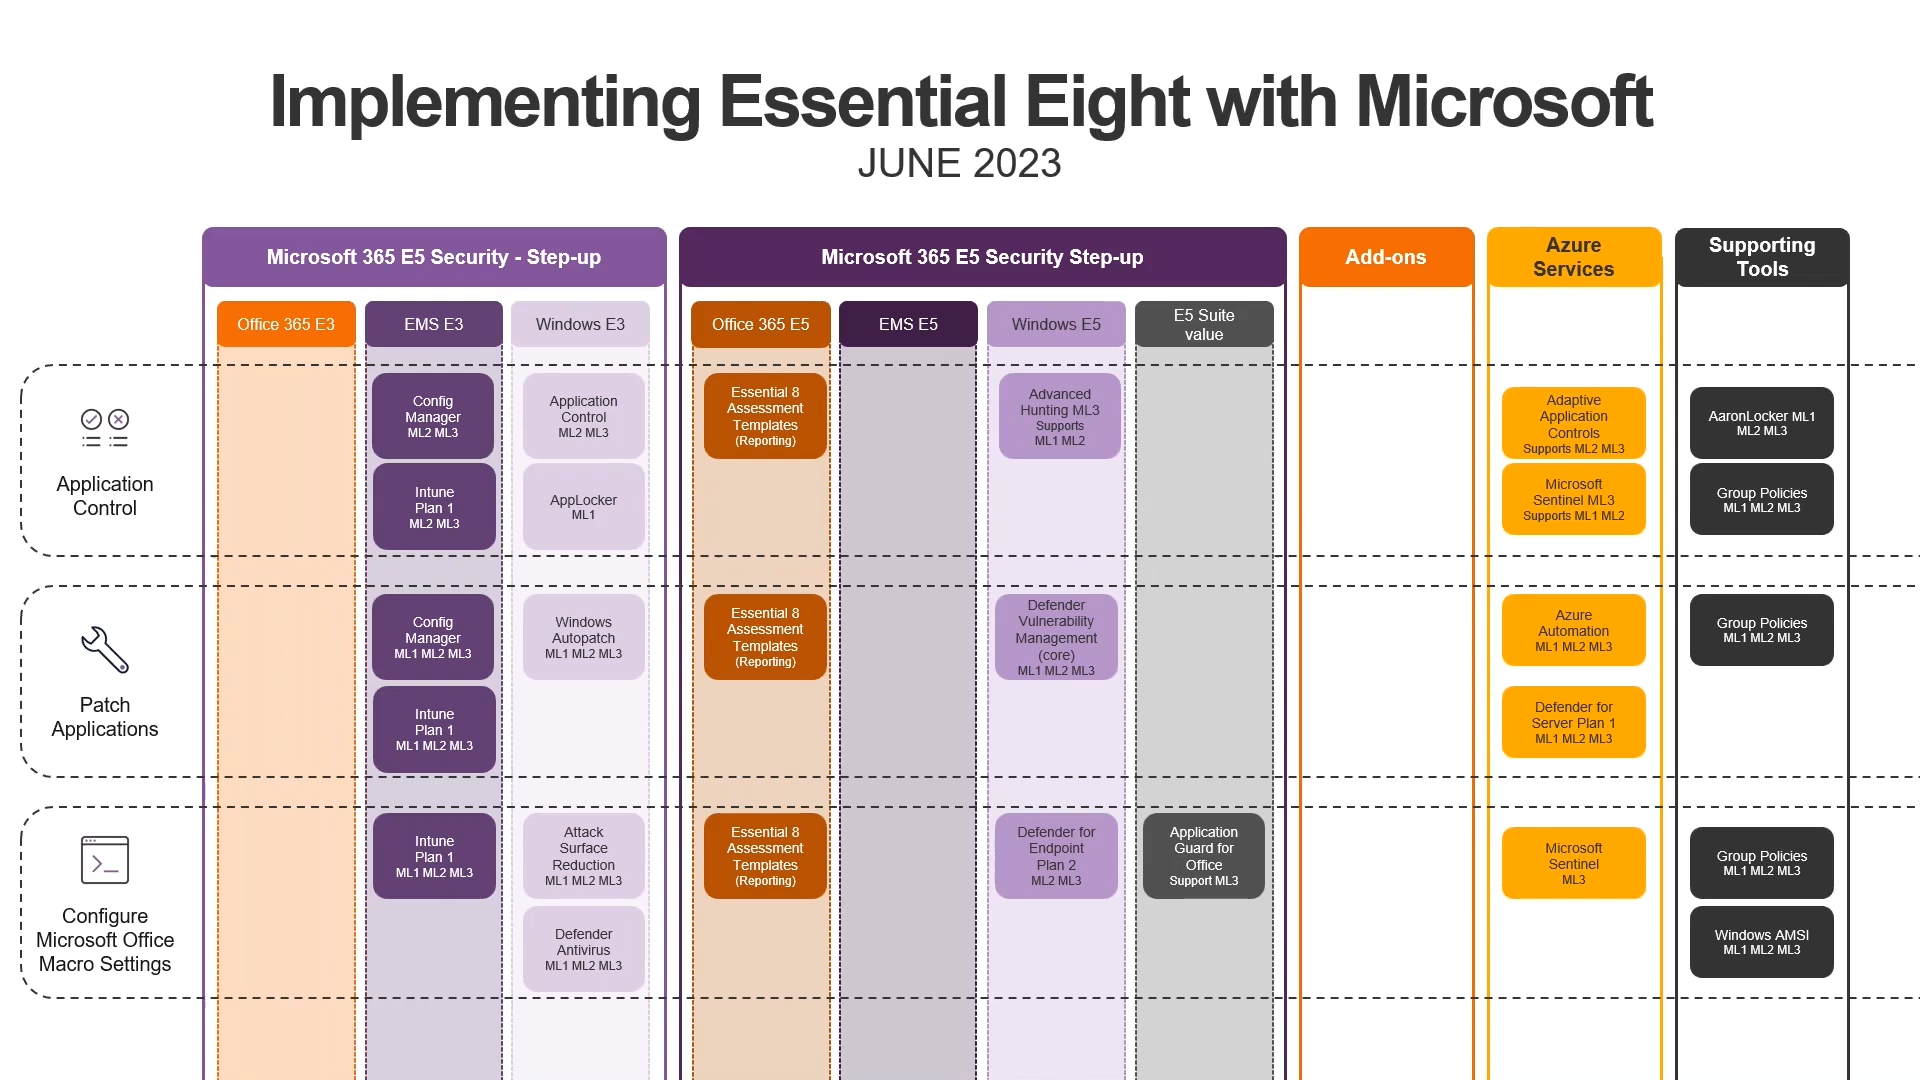 Implementing Essential Eight with Microsoft
JUNE 2023
Microsoft 365 E5 Security - Step-up
Microsoft 365 E5 Security Step-up
Add-ons
Azure
Services
Supporting
Tools
Office 365 E3
EMS E3
Windows E3
Office 365 E5
EMS E5
Windows E5
E5 Suite
value
Application
Control
Config
Manager
ML2 ML3
Intune
Plan 1
ML2 ML3
Application
Control
ML2 ML3
AppLocker
ML1
Essential 8
Assessment
Templates
(Reporting)
Advanced
Hunting ML3
Supports
ML1 ML2
Adaptive
Application
Controls
Supports ML2 ML3
Microsoft
Sentinel ML3
Supports ML1 ML2
AaronLocker ML1
ML2 ML3
Group Policies
ML1 ML2 ML3
Patch
Applications
Config
Manager
ML1 ML2 ML3
Intune
Plan 1
ML1 ML2 ML3
Windows
Autopatch
ML1 ML2 ML3
Essential 8
Assessment
Templates
(Reporting)
Defender
Vulnerability
Management
(core)
ML1 ML2 ML3
Azure
Automation
ML1 ML2 ML3
Defender for
Server Plan 1
ML1 ML2 ML3
Group Policies
ML1 ML2 ML3
Configure
Microsoft Office
Macro Settings
Intune
Plan 1
ML1 ML2 ML3
Attack
Surface
Reduction
ML1 ML2 ML3
Defender
Antivirus
ML1 ML2 ML3
Essential 8
Assessment
Templates
(Reporting)
Defender for
Endpoint
Plan 2
ML2 ML3
Application
Guard for
Office
Support ML3
Microsoft
Sentinel
ML3
Group Policies
ML1 ML2 ML3
Windows AMSI
ML1 ML2 ML3